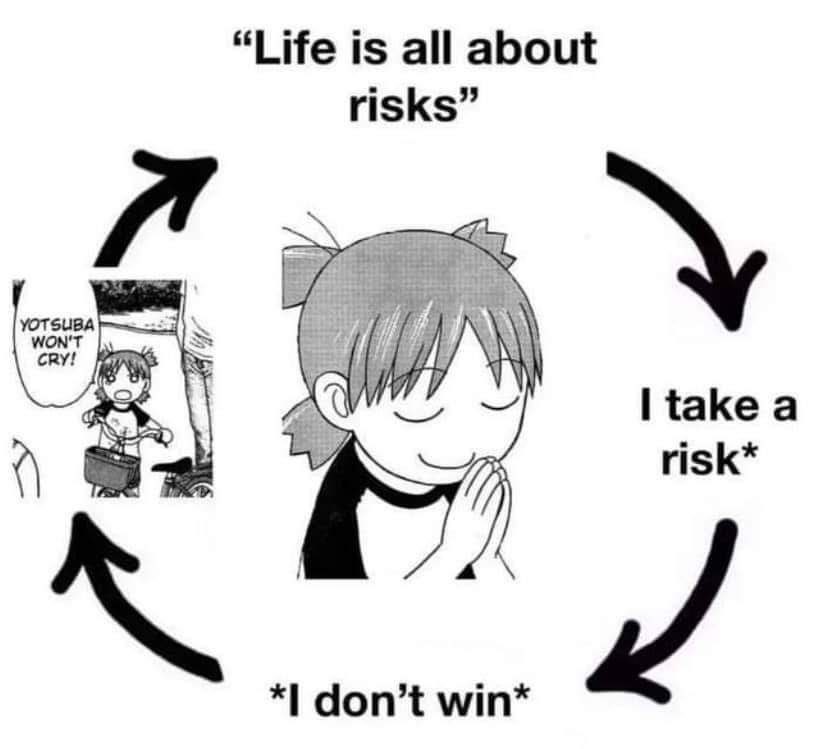 “Life is all about
risks”
I take a
risk*
*I don’t win*
YOTSUBA
WON'T
CRY!